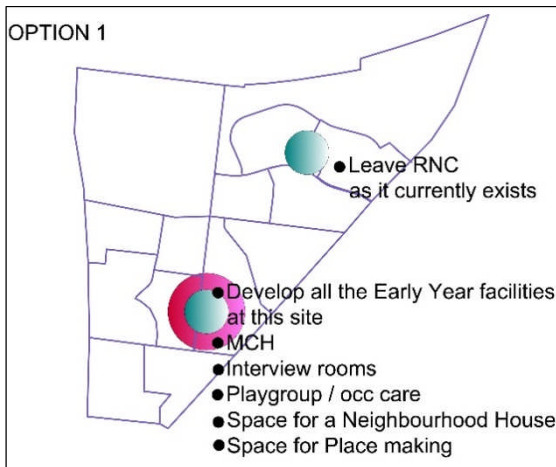 OPTION 1
● Leave RNC
as it currently exists
● Develop all the Early Year facilities
at this site
● MCH
● Interview rooms
● Playgroup / occ care
● Space for a Neighbourhood House
● Space for Place making